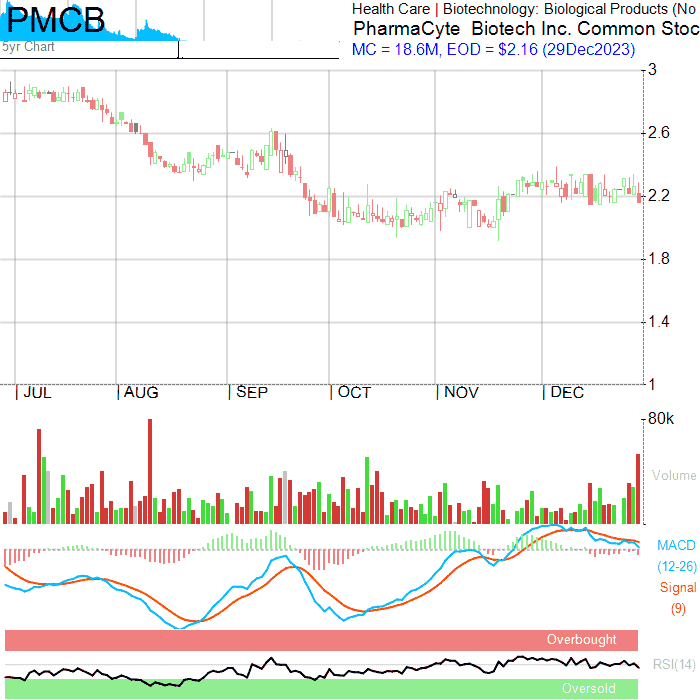 PMCB
5yr Chart
Health Care | Biotechnology: Biological Products (No
PharmaCyte Biotech Inc. Common Stoc
MC = 18.6M, EOD = $2.16 (29Dec2023)
3
2.6
2.2
1.8
1.4
1
JUL AUG SEP OCT NOV DEC
80k
Volume
MACD
(12-26)
Signal
(9)
Overbought
RSI(14)
Oversold